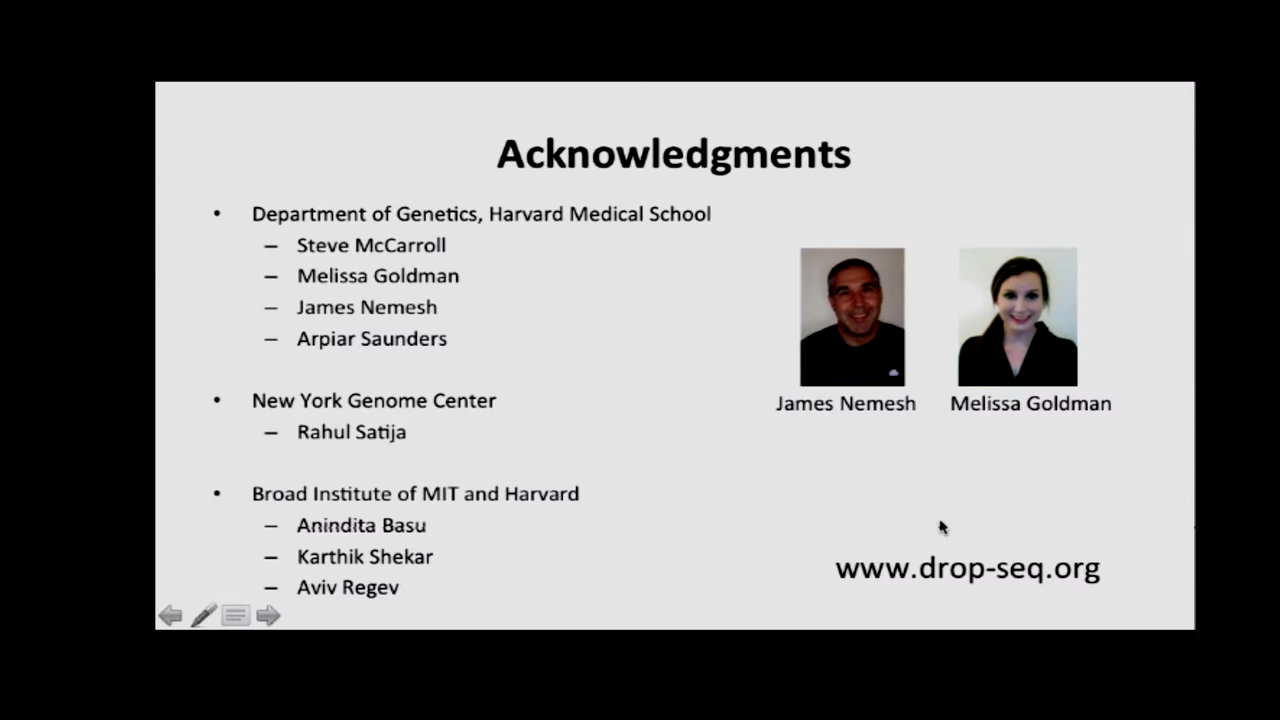 Acknowledgments
• Department of Genetics, Harvard Medical School
– Steve McCarroll
– Melissa Goldman
– James Nemesh
– Arpiar Saunders
• New York Genome Center
– Rahul Satija
• Broad Institute of MIT and Harvard
– Anindita Basu
– Karthik Shekar
– Aviv Regev
James Nemesh
Melissa Goldman
www.drop-seq.org